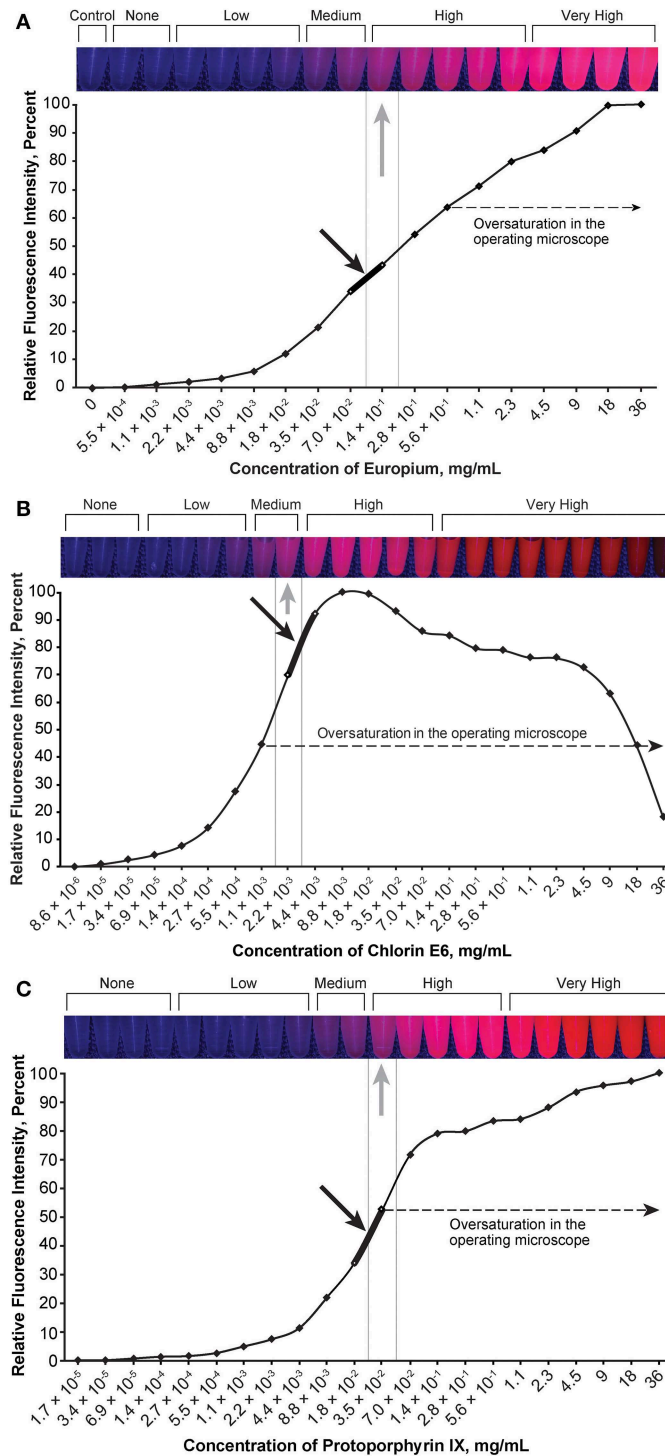 A
Control None Low Medium High Very High
Relative Fluorescence Intensity, Percent
100
90
80
70
60
50
40
30
20
10
0
Oversaturation in the
operating microscope
0 5.5 × 10⁻⁴ 1.1 × 10⁻³ 2.2 × 10⁻³ 4.4 × 10⁻³ 8.8 × 10⁻³ 1.8 × 10⁻² 3.5 × 10⁻² 7.0 × 10⁻² 1.4 × 10⁻¹ 2.8 × 10⁻¹ 5.6 × 10⁻¹ 1.1 2.3 4.5 9 18 36
Concentration of Europium, mg/mL
B
None Low Medium High Very High
Relative Fluorescence Intensity, Percent
100
90
80
70
60
50
40
30
20
10
0
Oversaturation in the operating microscope
8.6 × 10⁻⁶ 1.7 × 10⁻⁵ 3.4 × 10⁻⁵ 6.9 × 10⁻⁵ 1.4 × 10⁻⁴ 2.7 × 10⁻⁴ 5.5 × 10⁻⁴ 1.1 × 10⁻³ 2.2 × 10⁻³ 4.4 × 10⁻³ 8.8 × 10⁻³ 1.8 × 10⁻² 3.5 × 10⁻² 7.0 × 10⁻² 1.4 × 10⁻¹ 2.8 × 10⁻¹ 5.6 × 10⁻¹ 1.1 2.3 4.5 9 18 36
Concentration of Chlorin E6, mg/mL
C
None Low Medium High Very High
Relative Fluorescence Intensity, Percent
100
90
80
70
60
50
40
30
20
10
0
Oversaturation in the
operating microscope
1.7 × 10⁻⁵ 3.4 × 10⁻⁵ 6.9 × 10⁻⁵ 1.4 × 10⁻⁴ 2.7 × 10⁻⁴ 5.5 × 10⁻⁴ 1.1 × 10⁻³ 2.2 × 10⁻³ 4.4 × 10⁻³ 8.8 × 10⁻³ 1.8 × 10⁻² 3.5 × 10⁻² 7.0 × 10⁻² 1.4 × 10⁻¹ 2.8 × 10⁻¹ 5.6 × 10⁻¹ 1.1 2.3 4.5 9 18 36
Concentration of Protoporphyrin IX, mg/mL